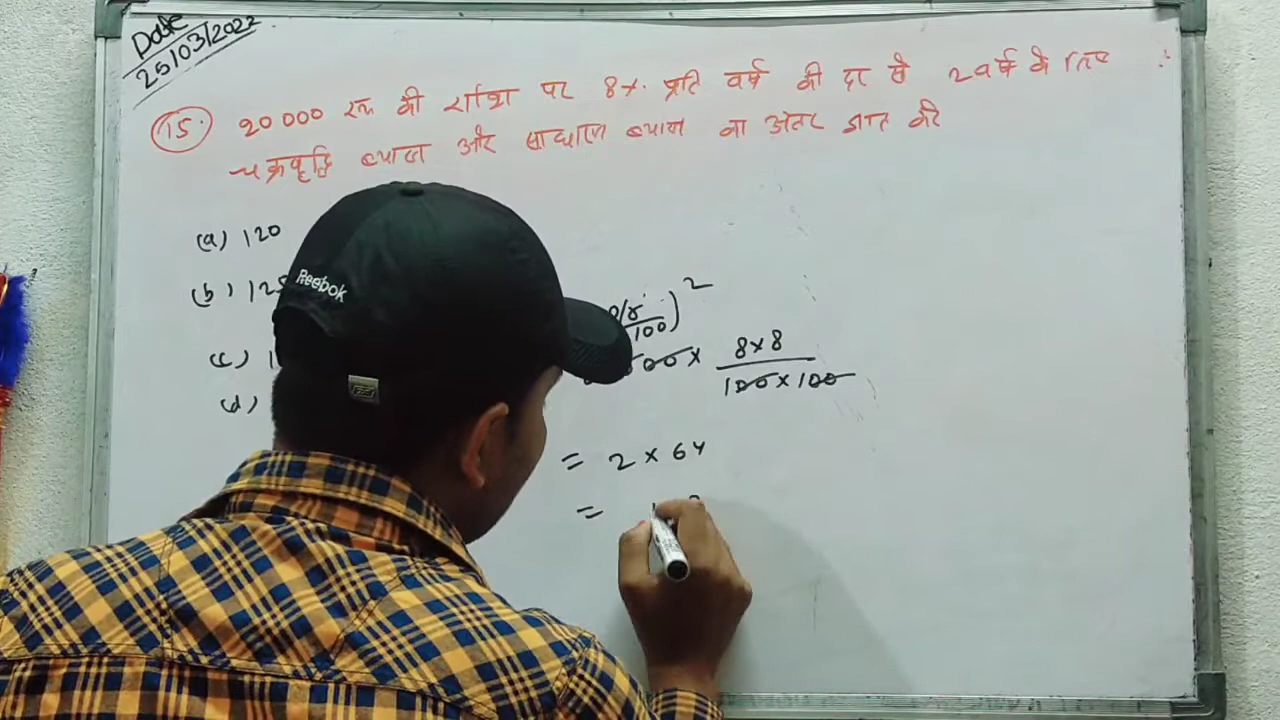 Date
25/03/2022
15. 20000 रू की राशि पर 8%. प्रति वर्ष की दर से 2 वर्ष के लिए
चक्रवृद्धि ब्याज और साधारण ब्याज का अंतर ज्ञात करे
(a) 120
(b) 125
(c) 1
(d)
Reebok
r/100)²
8×8
100×100
= 2 × 64
=